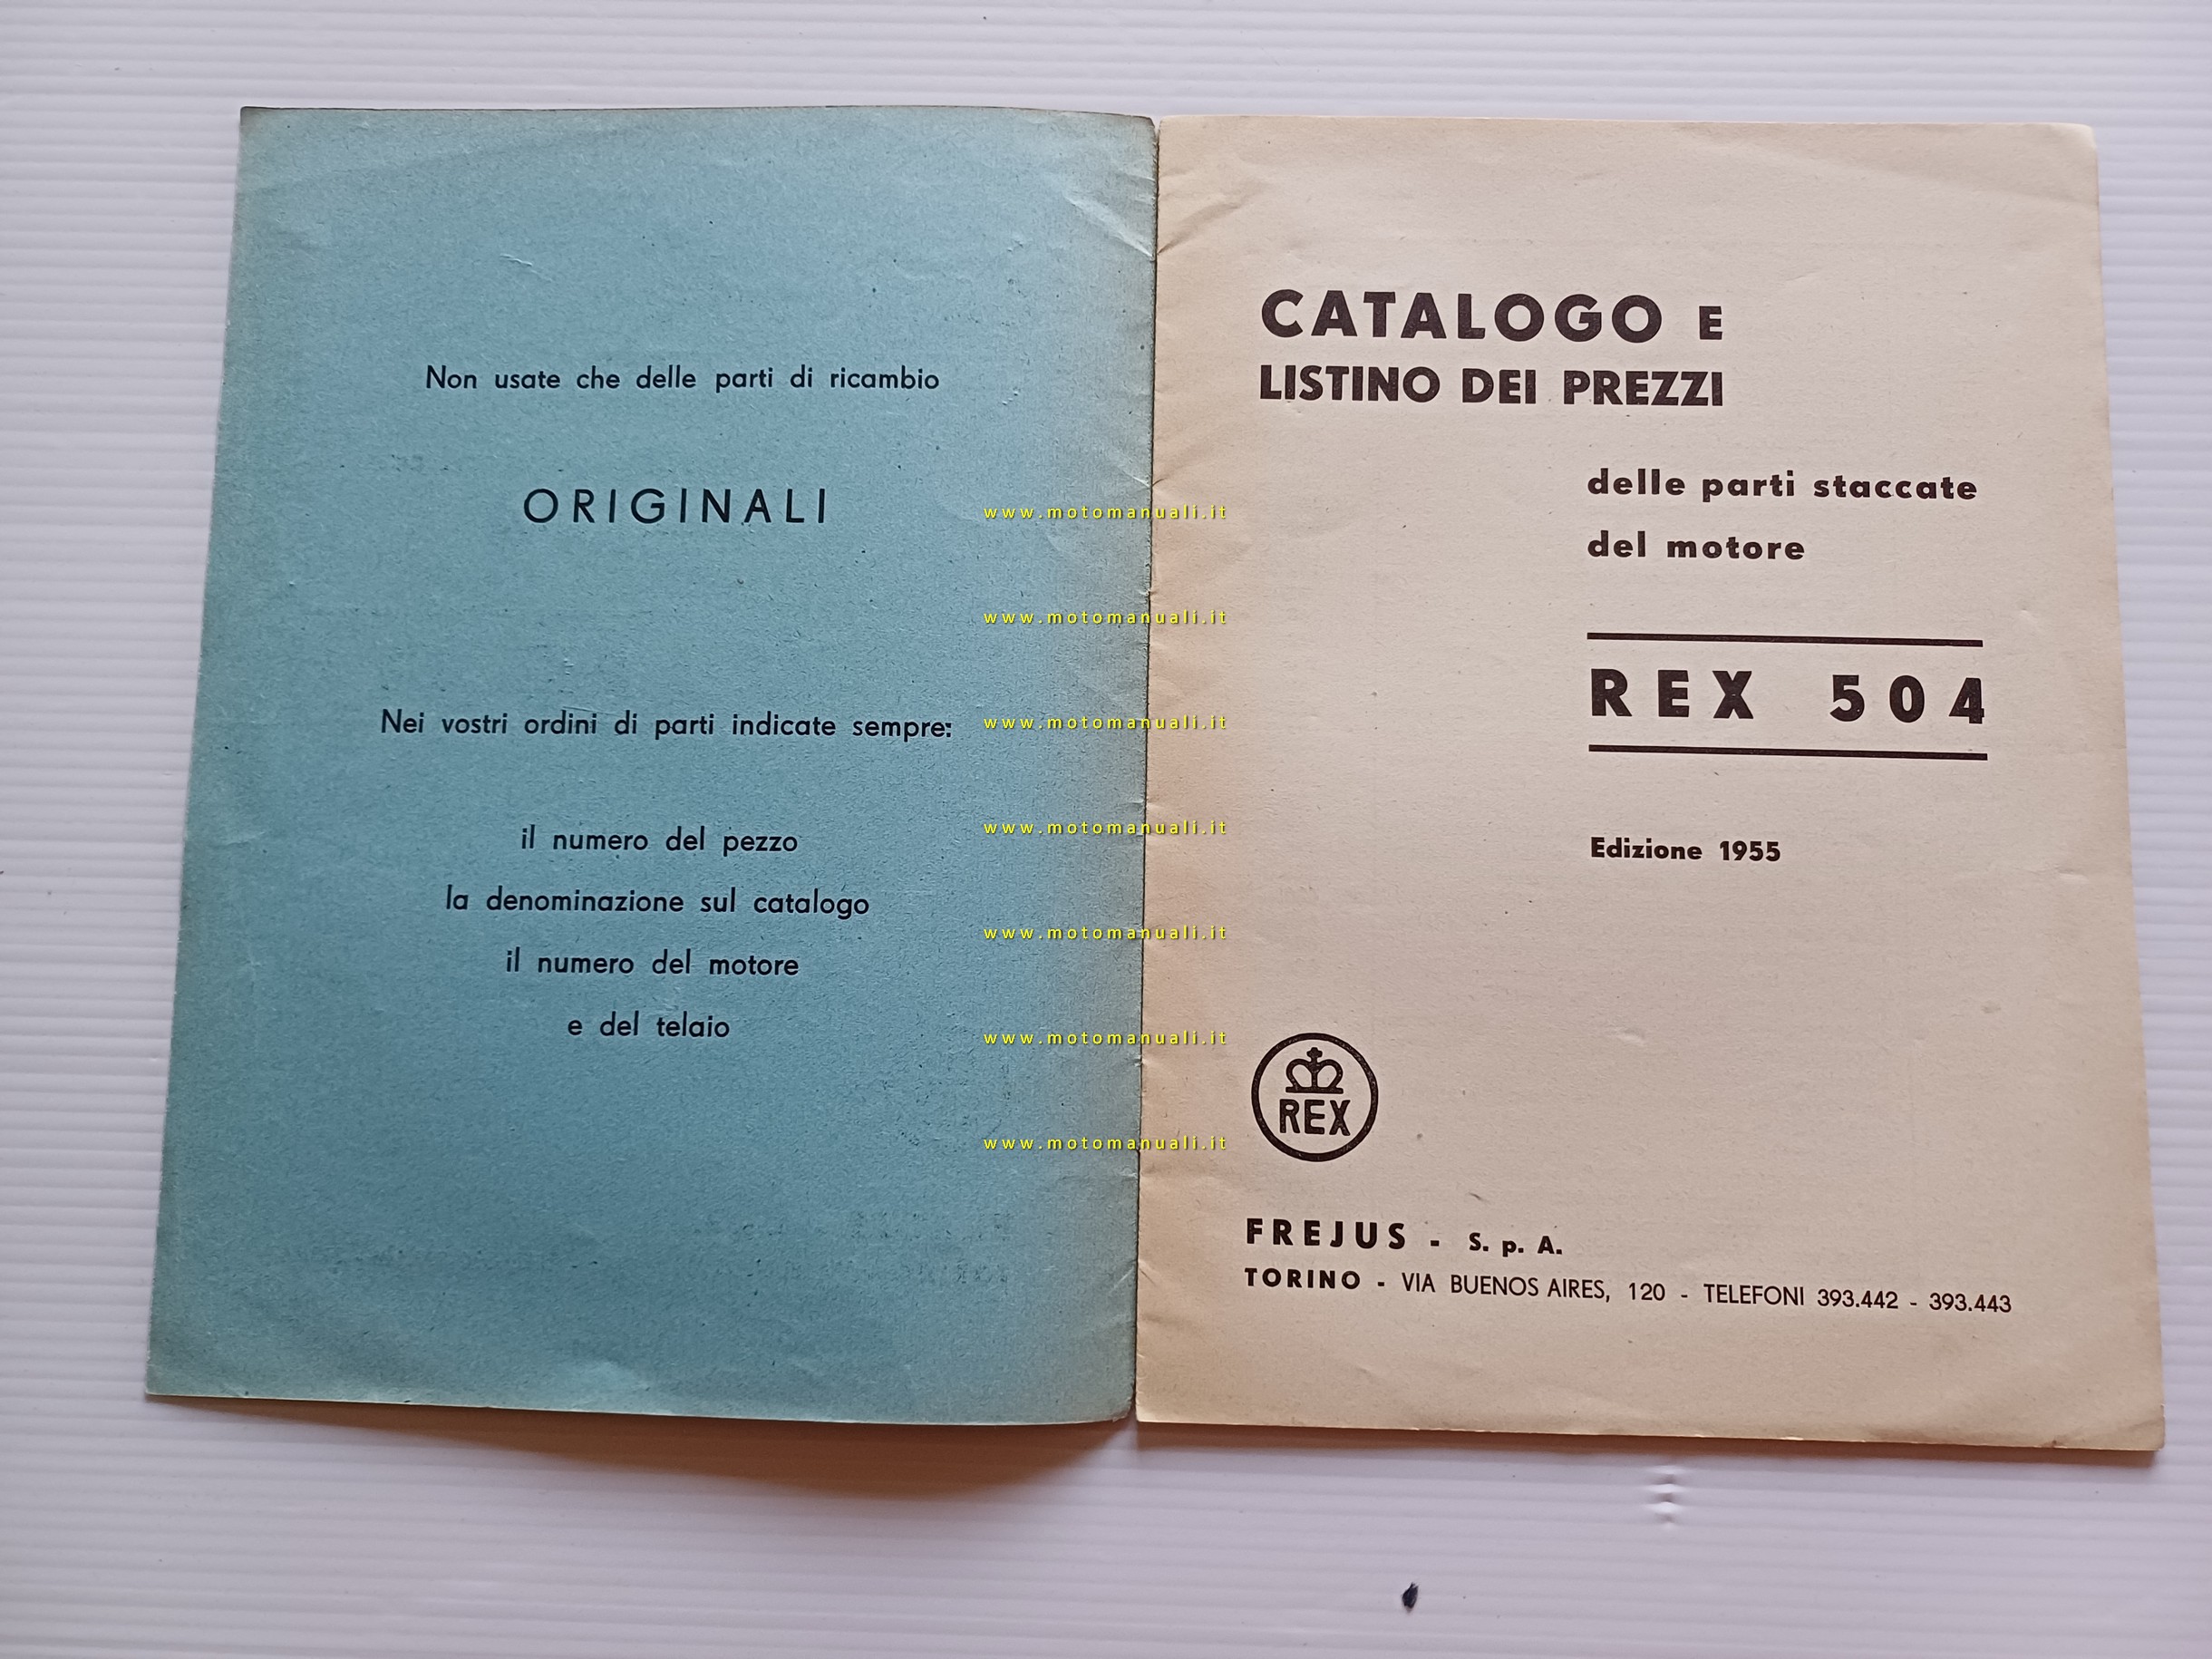 Non usate che delle parti di ricambio
ORIGINALI
Nei vostri ordini di parti indicate sempre:
il numero del pezzo
la denominazione sul catalogo
il numero del motore
e del telaio
www.motomanuali.it
www.motomanuali.it
www.motomanuali.it
www.motomanuali.it
www.motomanuali.it
www.motomanuali.it
www.motomanuali.it
CATALOGO E
LISTINO DEI PREZZI
delle parti staccate
del motore
REX 504
Edizione 1955
REX
FREJUS - S. p. A.
TORINO - VIA BUENOS AIRES, 120 - TELEFONI 393.442 - 393.443